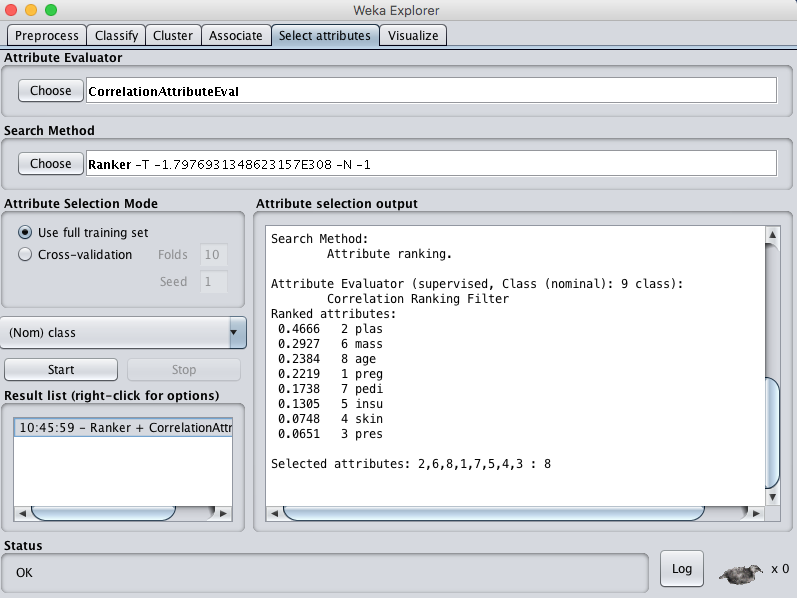 Weka Explorer
Preprocess Classify Cluster Associate Select attributes Visualize
Attribute Evaluator
Choose CorrelationAttributeEval
Search Method
Choose Ranker -T -1.7976931348623157E308 -N -1
Attribute Selection Mode
Use full training set
Cross-validation Folds 10
Seed 1
(Nom) class
Start Stop
Result list (right-click for options)
10:45:59 - Ranker + CorrelationAttr
Attribute selection output
Search Method:
Attribute ranking.
Attribute Evaluator (supervised, Class (nominal): 9 class):
Correlation Ranking Filter
Ranked attributes:
0.4666 2 plas
0.2927 6 mass
0.2384 8 age
0.2219 1 preg
0.1738 7 pedi
0.1305 5 insu
0.0748 4 skin
0.0651 3 pres
Selected attributes: 2,6,8,1,7,5,4,3 : 8
Status
OK
Log x 0